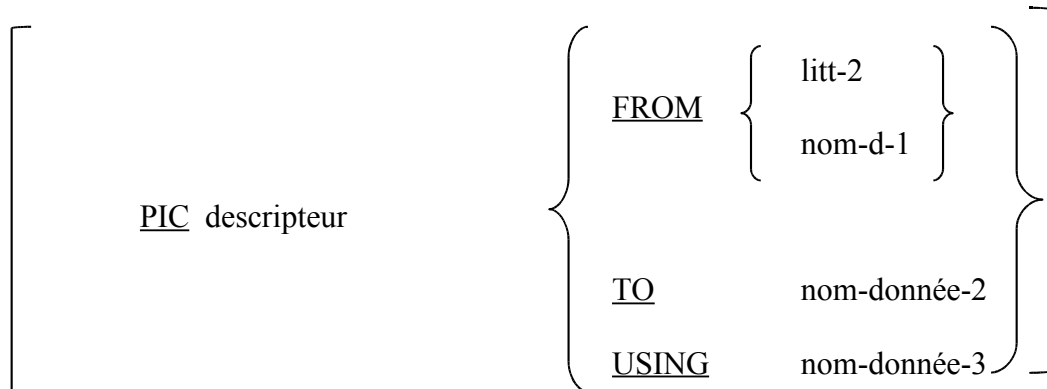 litt-2
FROM
nom-d-1
PIC descripteur
TO nom-donnée-2
USING nom-donnée-3